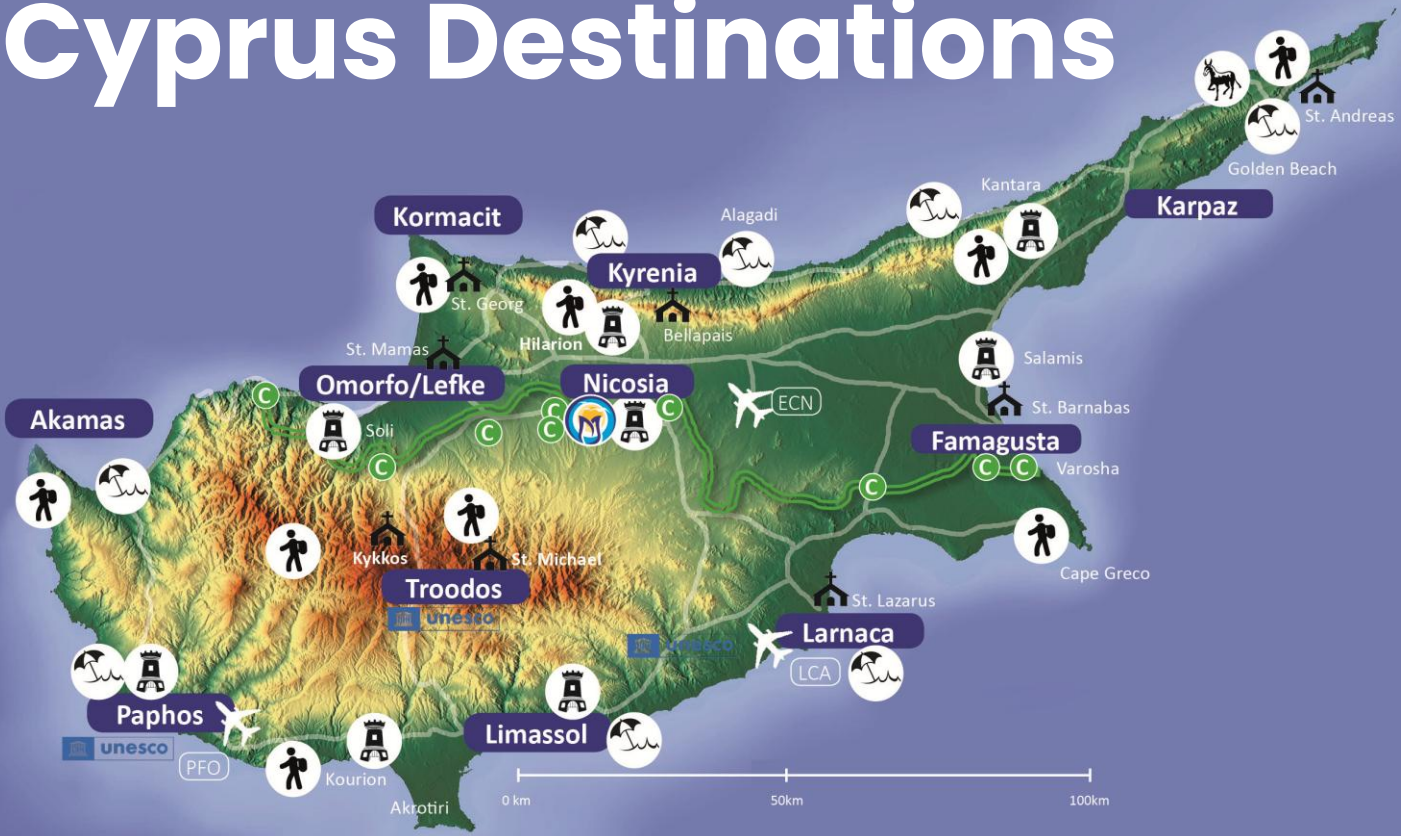 Cyprus Destinations
St. Andreas
Golden Beach
Kantara
Karpaz
Kormacit
Alagadi
Kyrenia
St. Georg
Hilarion
Bellapais
St. Mamas
Salamis
Omorfo/Lefke
Nicosia
ECN
St. Barnabas
Akamas
C
C
C
C
C
C
Soli
Famagusta
C
C
C
Varosha
C
Kykkos
St. Michael
Cape Greco
Troodos
unesco
St. Lazarus
Larnaca
unesco
LCA
Paphos
Limassol
unesco
PFO
Kourion
Akrotiri
0 km
50km
100km